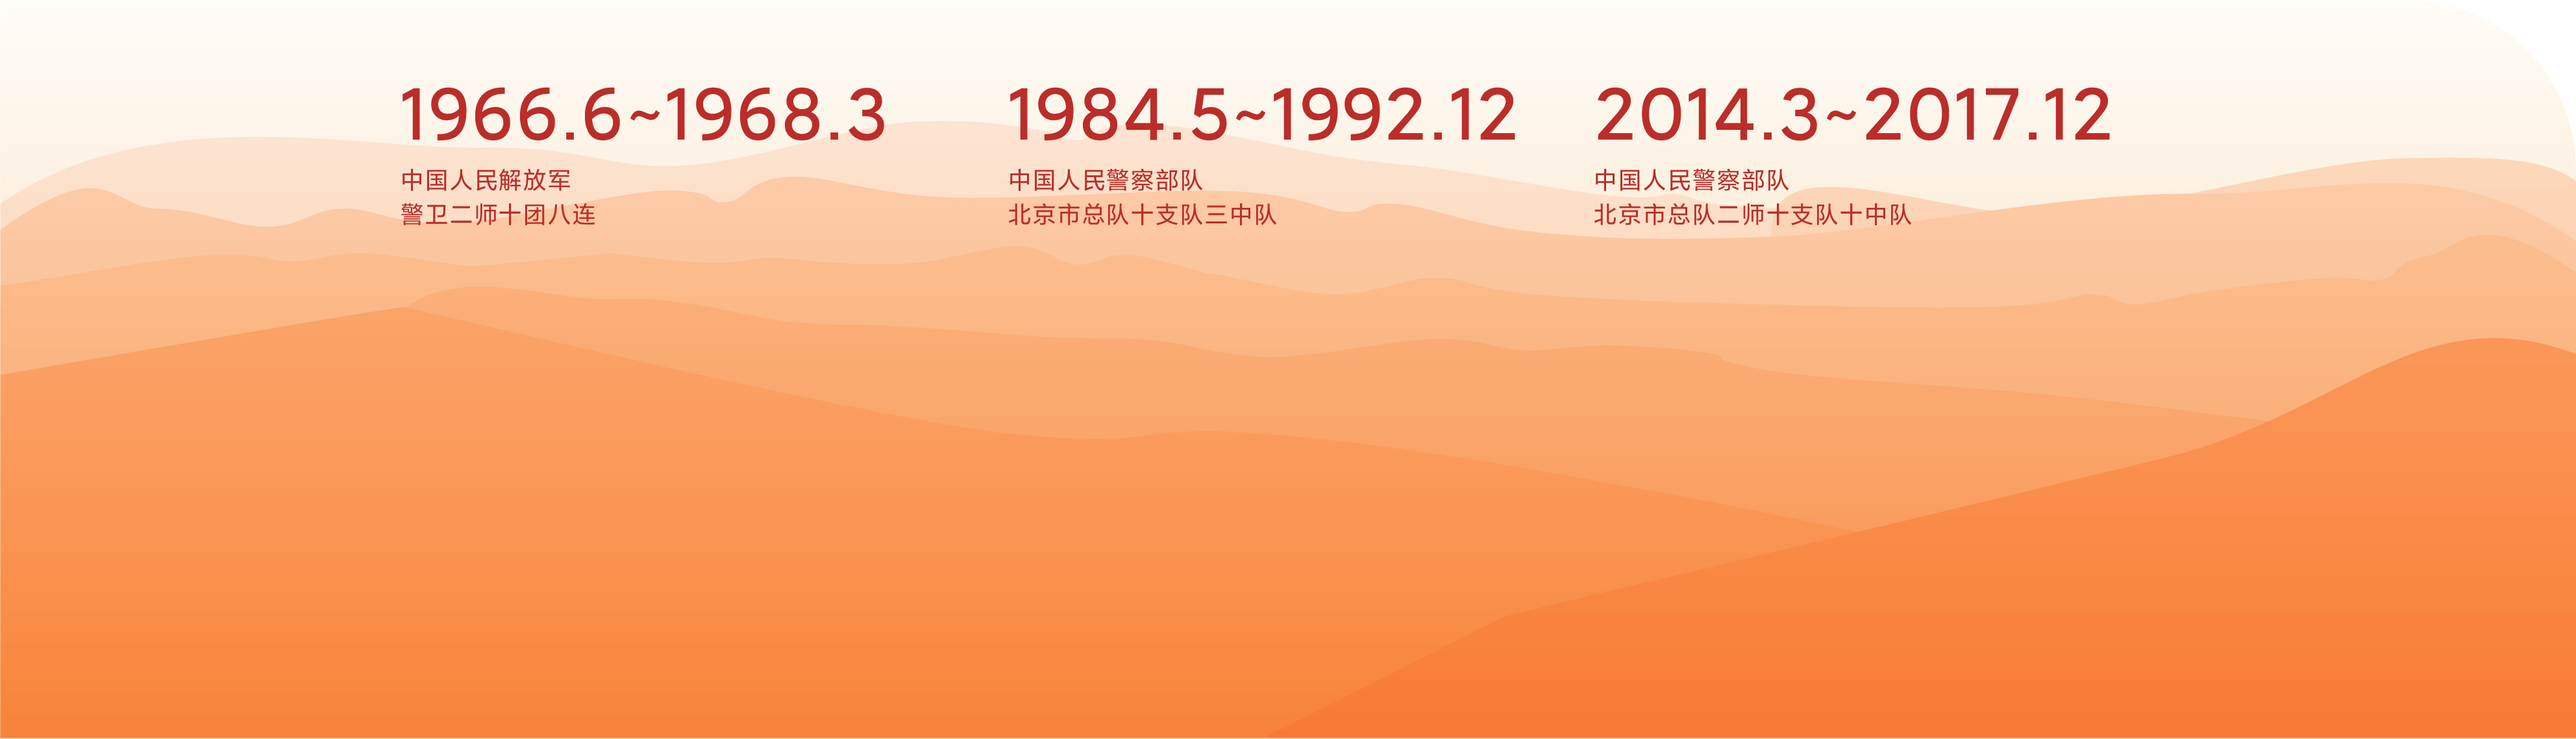 1966.6~1968.3
中国人民解放军
警卫二师十团八连
1984.5~1992.12
中国人民警察部队
北京市总队十支队三中队
2014.3~2017.12
中国人民警察部队
北京市总队二师十支队十中队